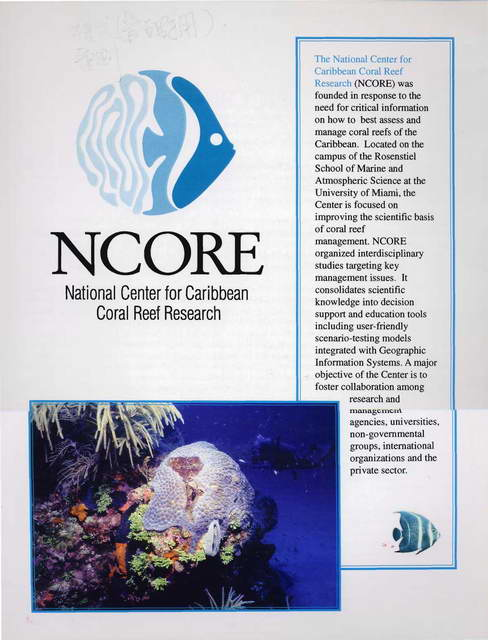 NCORE
National Center for Caribbean
Coral Reef Research
The National Center for
Caribbean Coral Reef
Research (NCORE) was
founded in response to the
need for critical information
on how to best assess and
manage coral reefs of the
Caribbean. Located on the
campus of the Rosenstiel
School of Marine and
Atmospheric Science at the
University of Miami, the
Center is focused on
improving the scientific basis
of coral reef
management. NCORE
organized interdisciplinary
studies targeting key
management issues. It
consolidates scientific
knowledge into decision
support and education tools
including user-friendly
scenario-testing models
integrated with Geographic
Information Systems. A major
objective of the Center is to
foster collaboration among
research and
management
agencies, universities,
non-governmental
groups, international
organizations and the
private sector.